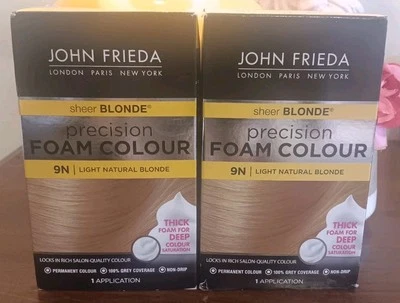 JOHN FRIEDA
LONDON PARIS NEW YORK
sheer BLONDE®
precision
FOAM COLOUR
9N | LIGHT NATURAL BLONDE
THICK
FOAM FOR
DEEP
COLOUR
SATURATION
LOCKS IN RICH SALON-QUALITY COLOUR
PERMANENT COLOUR 100% GREY COVERAGE NON-DRIP
1 APPLICATION
JOHN FRIEDA
LONDON PARIS NEW YORK
sheer BLONDE®
precision
FOAM COLOUR
9N | LIGHT NATURAL BLONDE
THICK
FOAM FOR
DEEP
COLOUR
SATURATION
LOCKS IN RICH SALON-QUALITY COLOUR
PERMANENT COLOUR 100% GREY COVERAGE NON-DRIP
1 APPLICATION